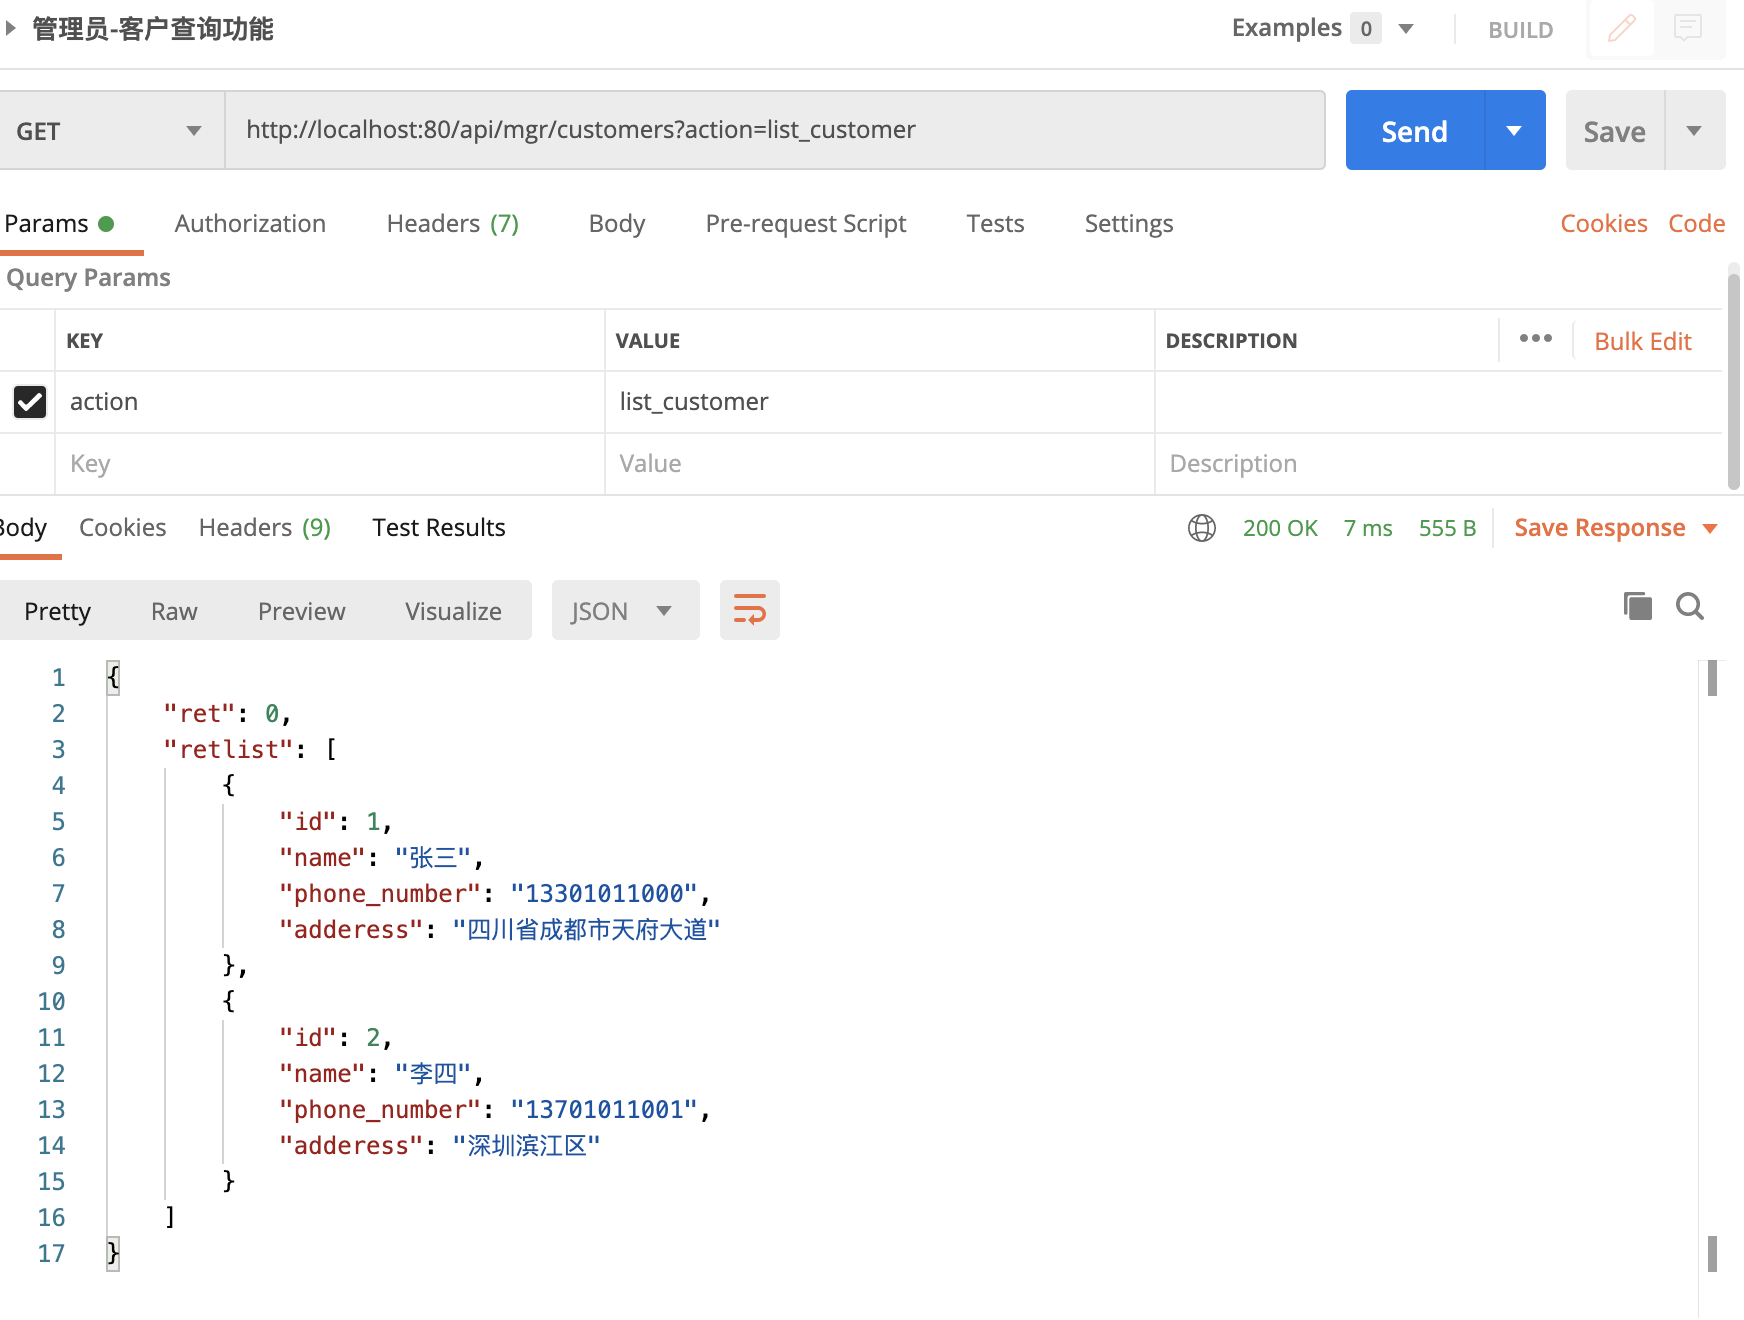 管理员-客户查询功能 Examples 0 BUILD
GET http://localhost:80/api/mgr/customers?action=list_customer Send Save
Params Authorization Headers (7) Body Pre-request Script Tests Settings Cookies Code
Query Params
KEY VALUE DESCRIPTION ••• Bulk Edit
action list_customer
Key Value Description
Body Cookies Headers (9) Test Results 200 OK 7 ms 555 B Save Response
Pretty Raw Preview Visualize JSON
1 {
2 "ret": 0,
3 "retlist": [
4 {
5 "id": 1,
6 "name": "张三",
7 "phone_number": "13301011000",
8 "adderess": "四川省成都市天府大道"
9 },
10 {
11 "id": 2,
12 "name": "李四",
13 "phone_number": "13701011001",
14 "adderess": "深圳滨江区"
15 }
16 ]
17 }